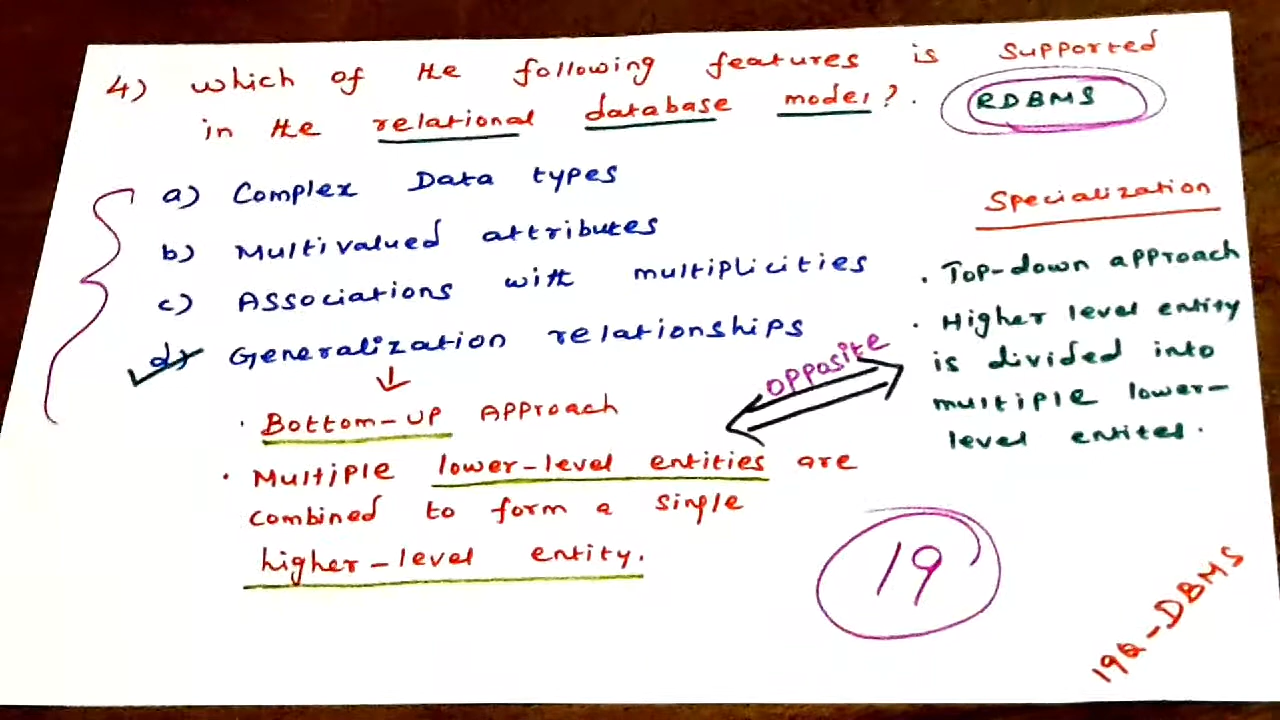 4) which of the following features is supported
in the relational database model?. RDBMS
a) Complex Data types
b) Multivalued attributes
c) Associations with multiplicities
d) Generalization relationships
• Bottom-up Approach
• Multiple lower-level entities are
combined to form a single
higher-level entity.
opposite
Specialization
• Top-down approach
• Higher level entity
is divided into
multiple lower-
level entites.
19
19Q-DBMS